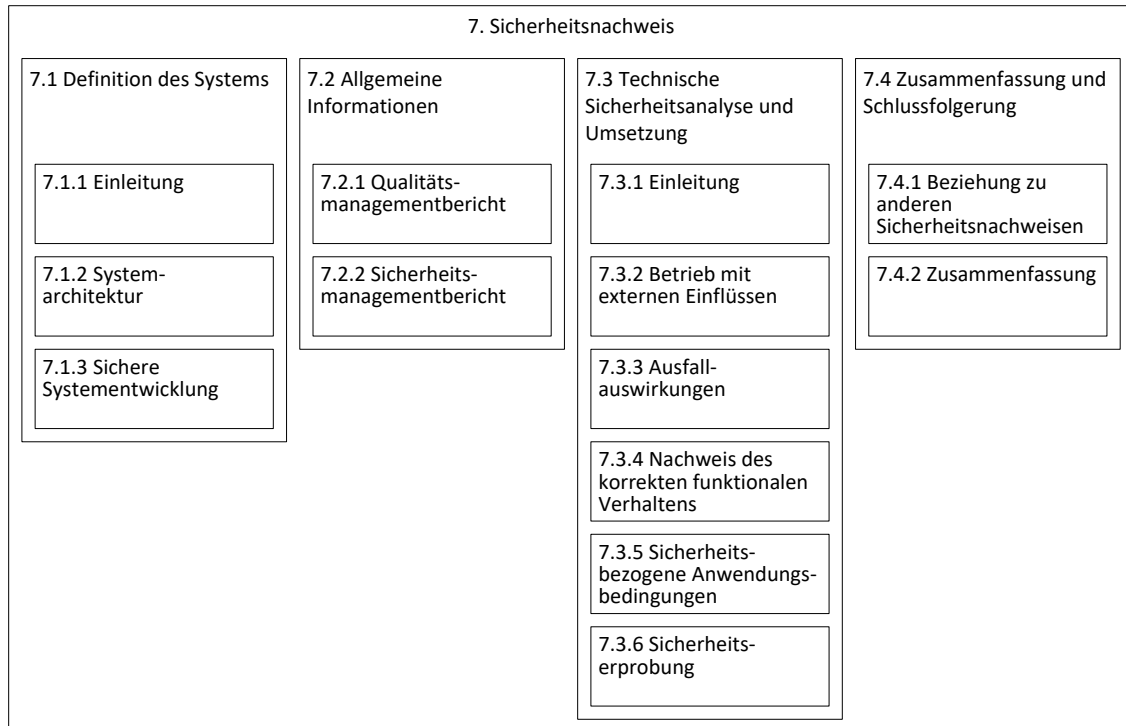 7. Sicherheitsnachweis
7.1 Definition des Systems
7.1.1 Einleitung
7.1.2 System-
architektur
7.1.3 Sichere
Systementwicklung
7.2 Allgemeine
Informationen
7.2.1 Qualitäts-
managementbericht
7.2.2 Sicherheits-
managementbericht
7.3 Technische
Sicherheitsanalyse und
Umsetzung
7.3.1 Einleitung
7.3.2 Betrieb mit
externen Einflüssen
7.3.3 Ausfall-
auswirkungen
7.3.4 Nachweis des
korrekten funktionalen
Verhaltens
7.3.5 Sicherheits-
bezogene Anwendungs-
bedingungen
7.3.6 Sicherheits-
erprobung
7.4 Zusammenfassung und
Schlussfolgerung
7.4.1 Beziehung zu
anderen
Sicherheitsnachweisen
7.4.2 Zusammenfassung